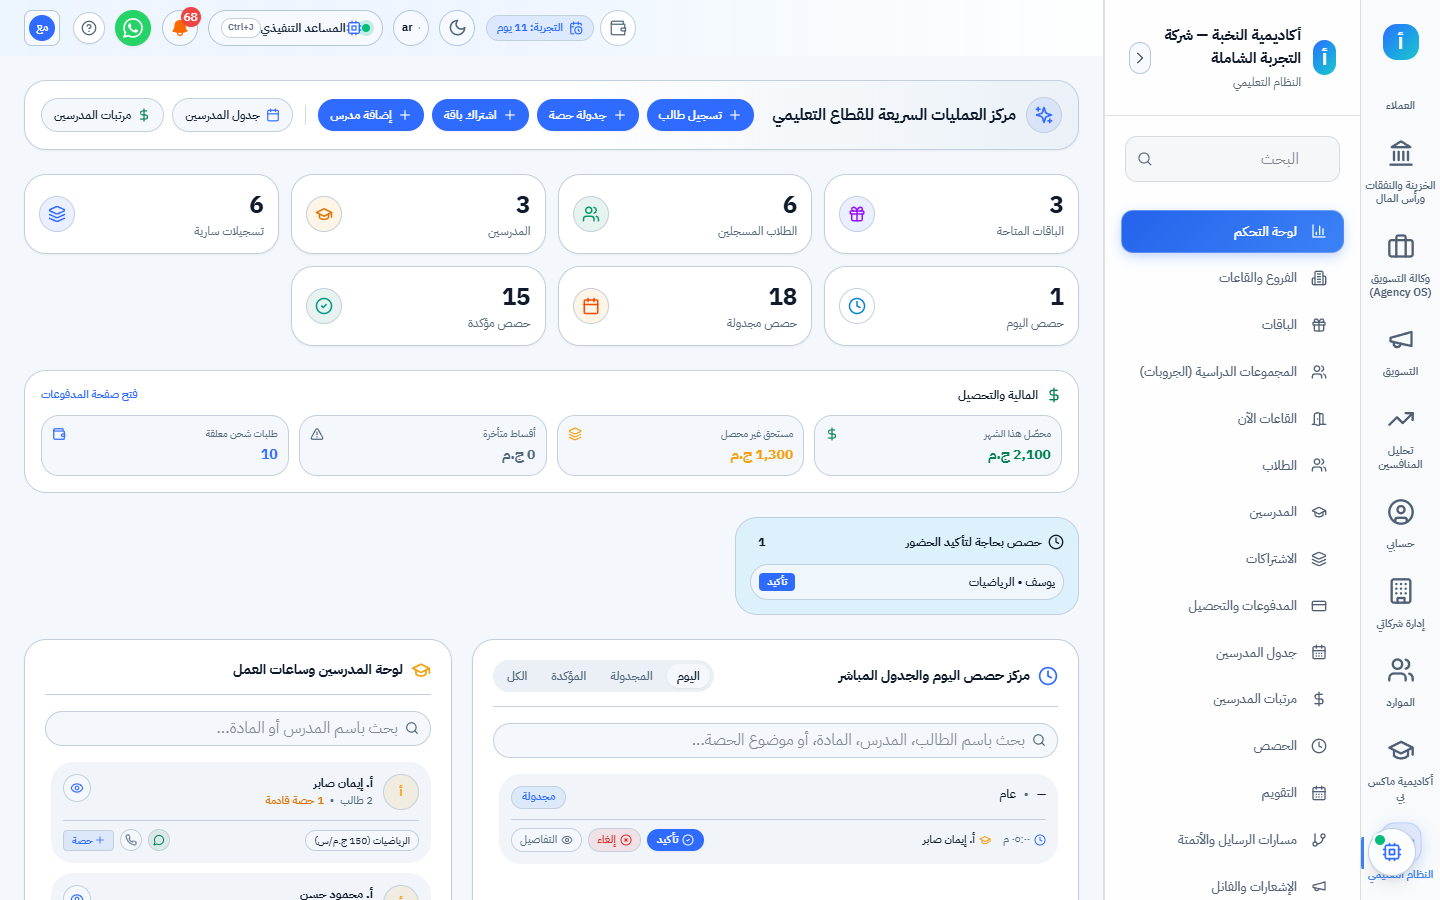 أ
العملاء
الخزينة والنفقات ورأس المال
وكالة التسويق (Agency OS)
التسويق
تحليل المنافسين
حسابي
إدارة شركاتي
الموارد
أكاديمية ماكس بي
أ
أكاديمية النخبة — شركة التجربة الشاملة
النظام التعليمي
البحث
لوحة التحكم
الفروع والقاعات
الباقات
المجموعات الدراسية (الجروبات)
القاعات الآن
الطلاب
المدرسين
الاشتراكات
المدفوعات والتحصيل
جدول المدرسين
مرتبات المدرسين
الحصص
التقويم
مسارات الرسايل والأتمتة
الإشعارات والفانل
التجربة: 11 يوم
ar
المساعد التنفيذي
Ctrl+J
68
مع
مركز العمليات السريعة للقطاع التعليمي
تسجيل طالب
جدولة حصة
اشتراك باقة
إضافة مدرس
جدول المدرسين
مرتبات المدرسين
3
الباقات المتاحة
6
الطلاب المسجلين
3
المدرسين
6
تسجيلات سارية
1
حصص اليوم
18
حصص مجدولة
15
حصص مؤكدة
المالية والتحصيل
فتح صفحة المدفوعات
محصّل هذا الشهر
2,100 ج.م
مستحق غير محصل
1,300 ج.م
أقساط متأخرة
0 ج.م
طلبات شحن معلقة
10
حصص بحاجة لتأكيد الحضور
1
يوسف • الرياضيات
تأكيد
مركز حصص اليوم والجدول المباشر
اليوم
المجدولة
المؤكدة
الكل
بحث باسم الطالب، المدرس، المادة، أو موضوع الحصة...
— • عام
مجدولة
٠٥:٠٠ م
أ. إيمان صابر
تأكيد
إلغاء
التفاصيل
لوحة المدرسين وساعات العمل
بحث باسم المدرس أو المادة...
أ
أ. إيمان صابر
2 طالب • 1 حصة قادمة
الرياضيات (150 ج.م/س)
حصة
أ. محمود حسن